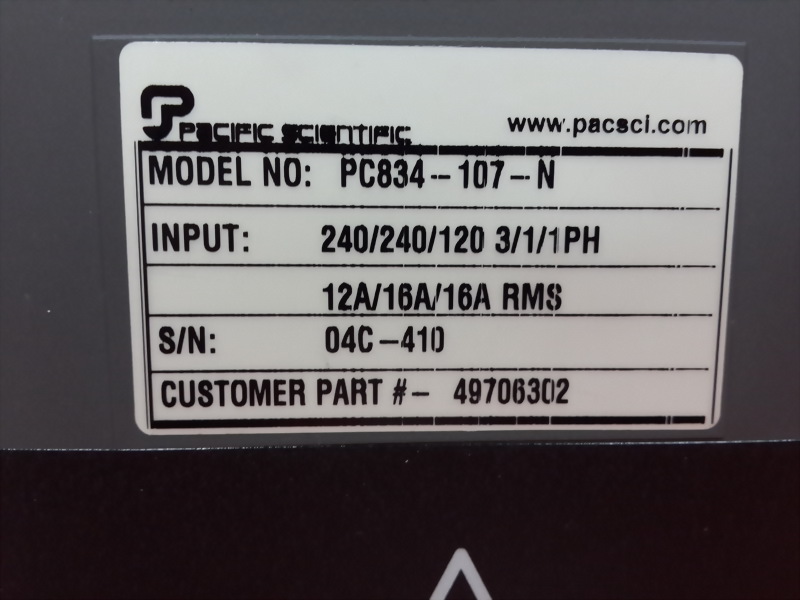 PACIFIC SCIENTIFIC www.pacsci.com
MODEL NO: PC834-107-N
INPUT: 240/240/120 3/1/1PH
12A/16A/16A RMS
S/N: 04C-410
CUSTOMER PART #- 49706302